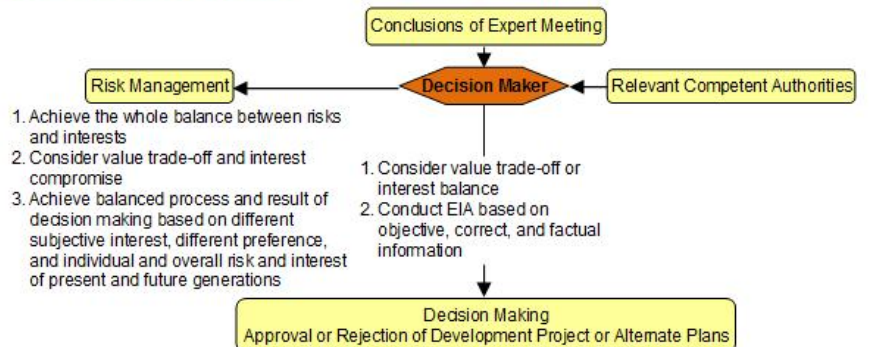 Conclusions of Expert Meeting
Risk Management
Decision Maker
Relevant Competent Authorities
1. Achieve the whole balance between risks
and interests
2. Consider value trade-off and interest
compromise
3. Achieve balanced process and result of
decision making based on different
subjective interest, different preference,
and individual and overall risk and interest
of present and future generations
1. Consider value trade-off or
interest balance
2. Conduct EIA based on
objective, correct, and factual
information
Decision Making
Approval or Rejection of Development Project or Alternate Plans